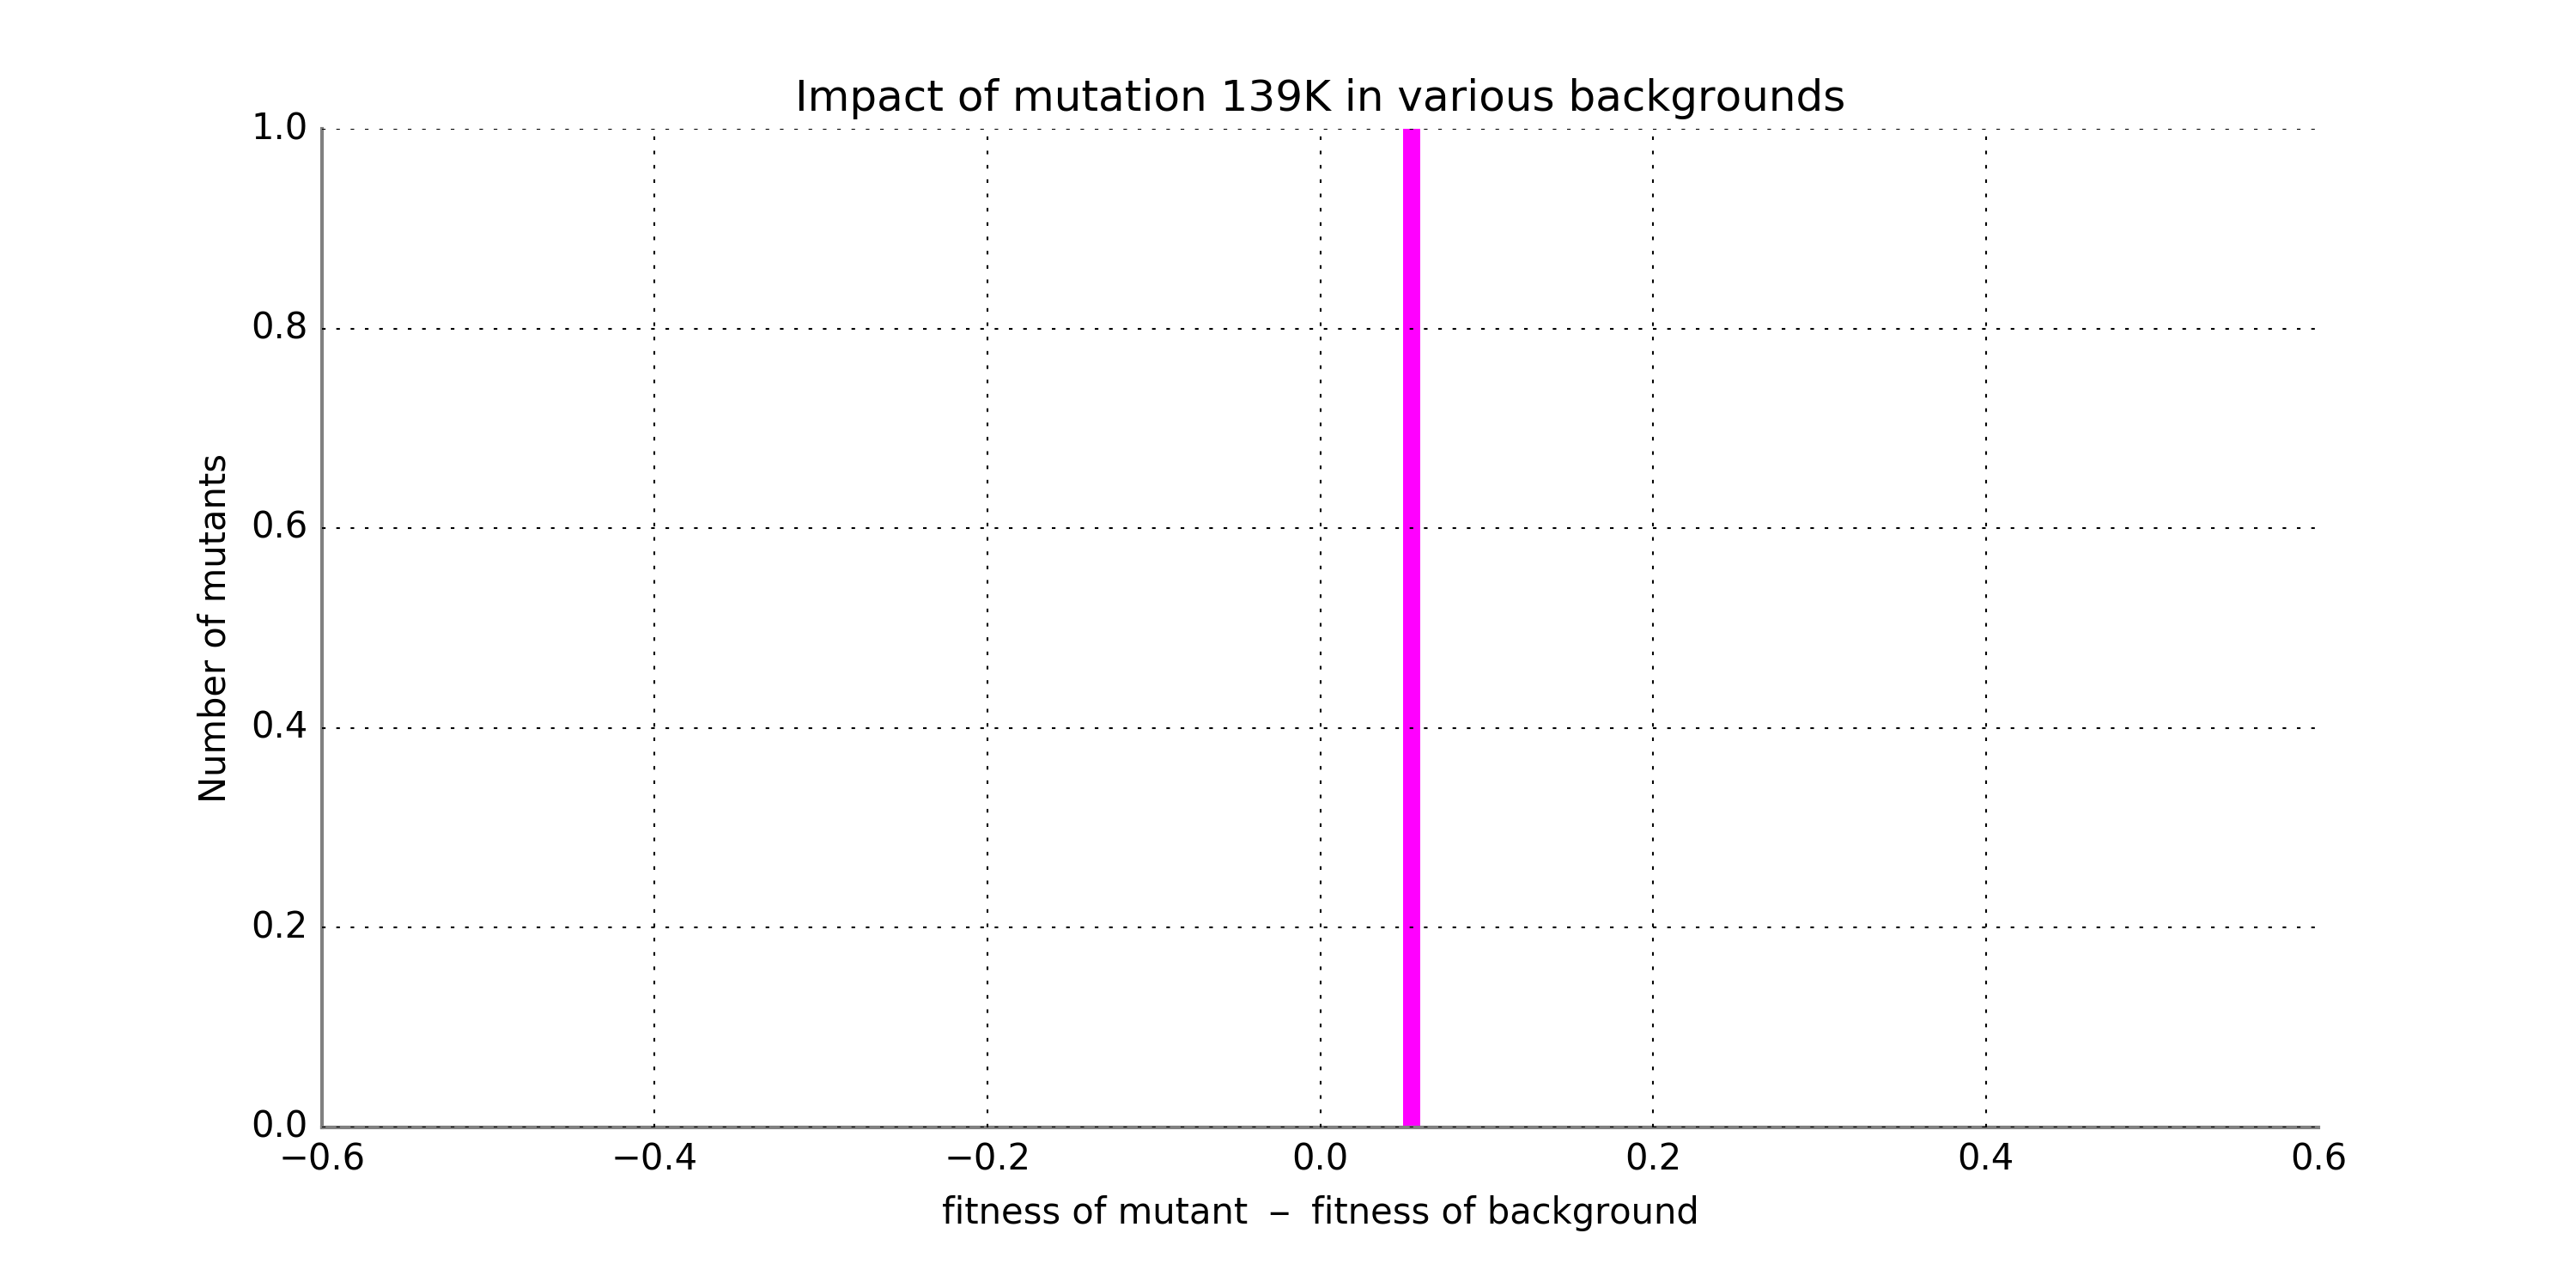 Impact of mutation 139K in various backgrounds
1.0
0.8
0.6
0.4
0.2
0.0
Number of mutants
−0.6 −0.4 −0.2 0.0 0.2 0.4 0.6
fitness of mutant − fitness of background